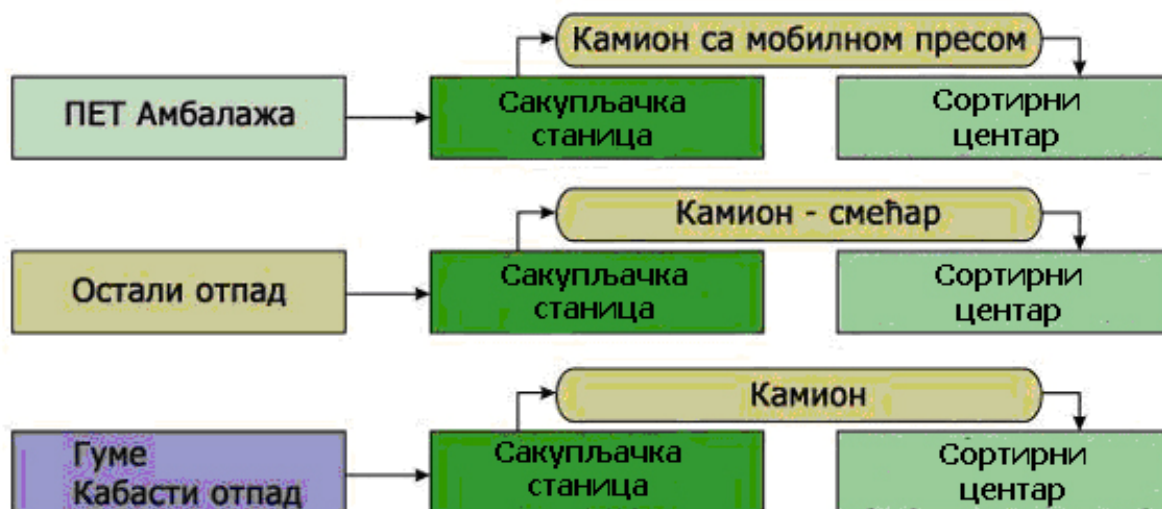 Камион са мобилном пресом
ПЕТ Амбалажа
Сакупљачка
станица
Сортирни
центар
Камион - смећар
Остали отпад
Сакупљачка
станица
Сортирни
центар
Камион
Гуме
Кабасти отпад
Сакупљачка
станица
Сортирни
центар